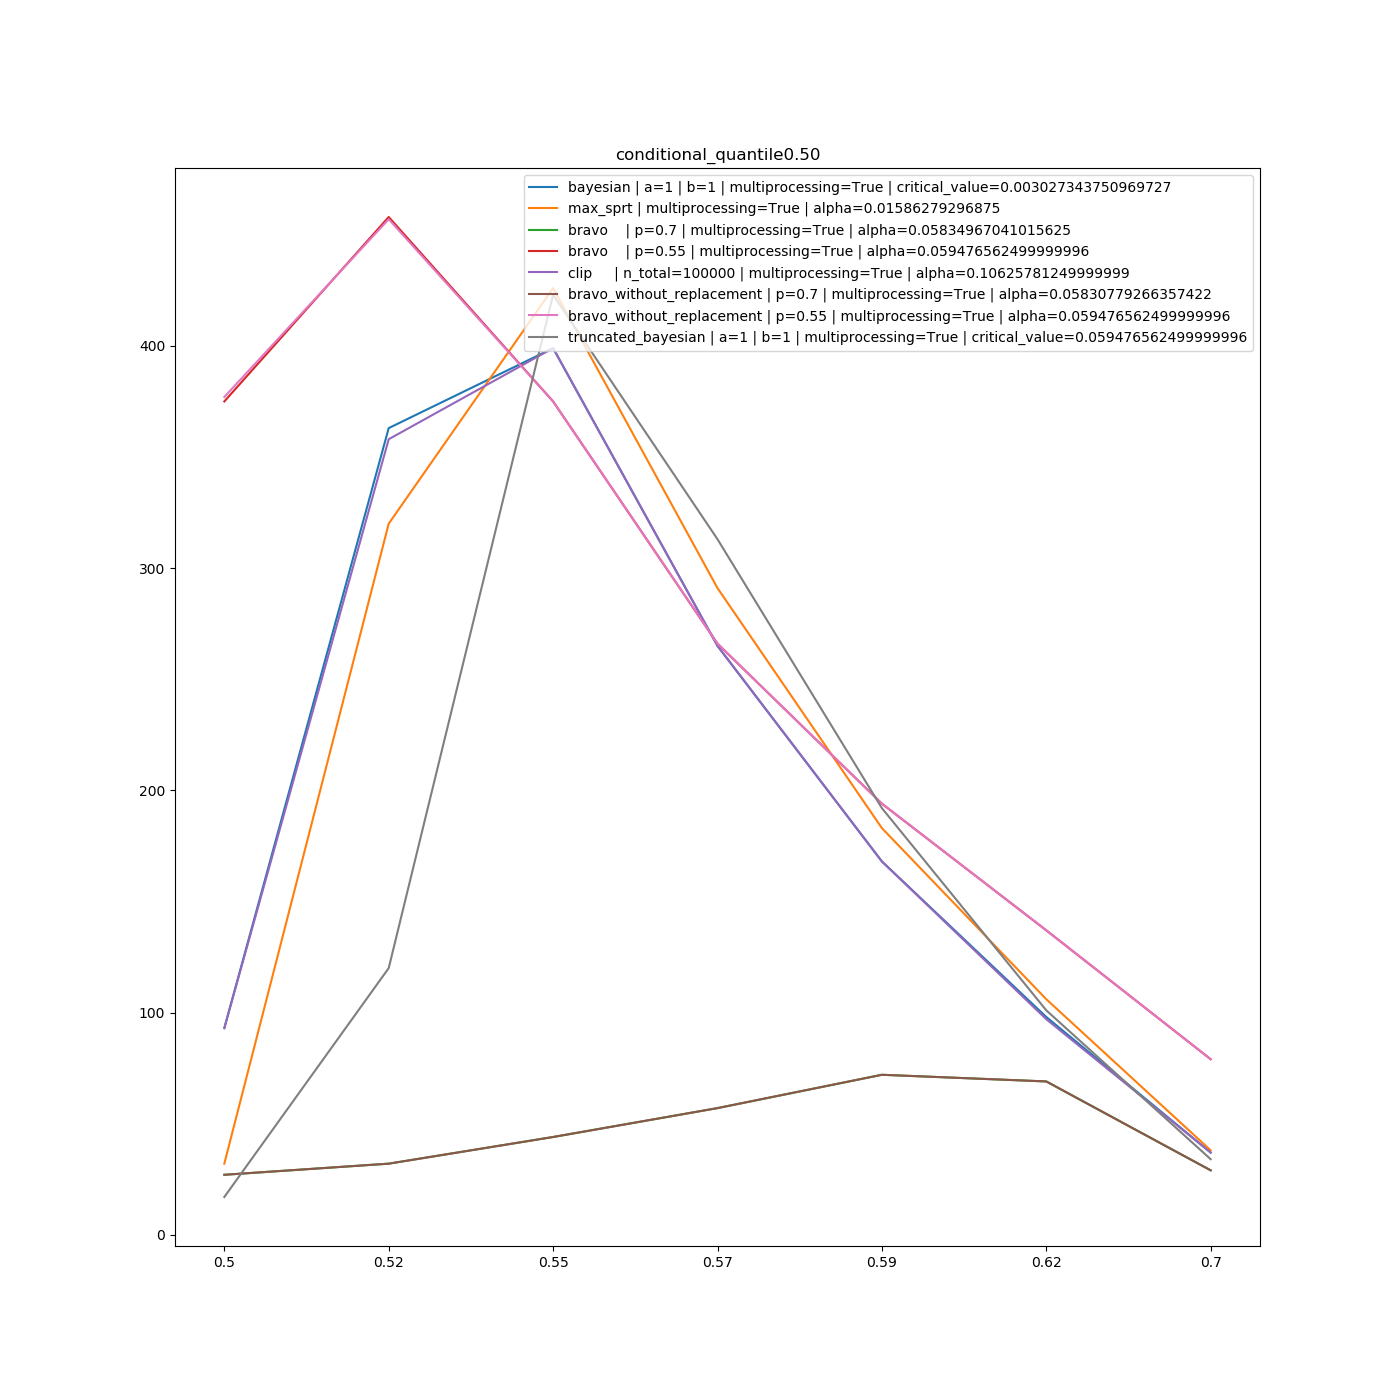 conditional_quantile0.50
bayesian | a=1 | b=1 | multiprocessing=True | critical_value=0.003027343750969727
max_sprt | multiprocessing=True | alpha=0.01586279296875
bravo    | p=0.7 | multiprocessing=True | alpha=0.05834967041015625
bravo    | p=0.55 | multiprocessing=True | alpha=0.059476562499999996
clip     | n_total=100000 | multiprocessing=True | alpha=0.10625781249999999
bravo_without_replacement | p=0.7 | multiprocessing=True | alpha=0.05830779266357422
bravo_without_replacement | p=0.55 | multiprocessing=True | alpha=0.059476562499999996
truncated_bayesian | a=1 | b=1 | multiprocessing=True | critical_value=0.059476562499999996
400
300
200
100
0
0.5 0.52 0.55 0.57 0.59 0.62 0.7